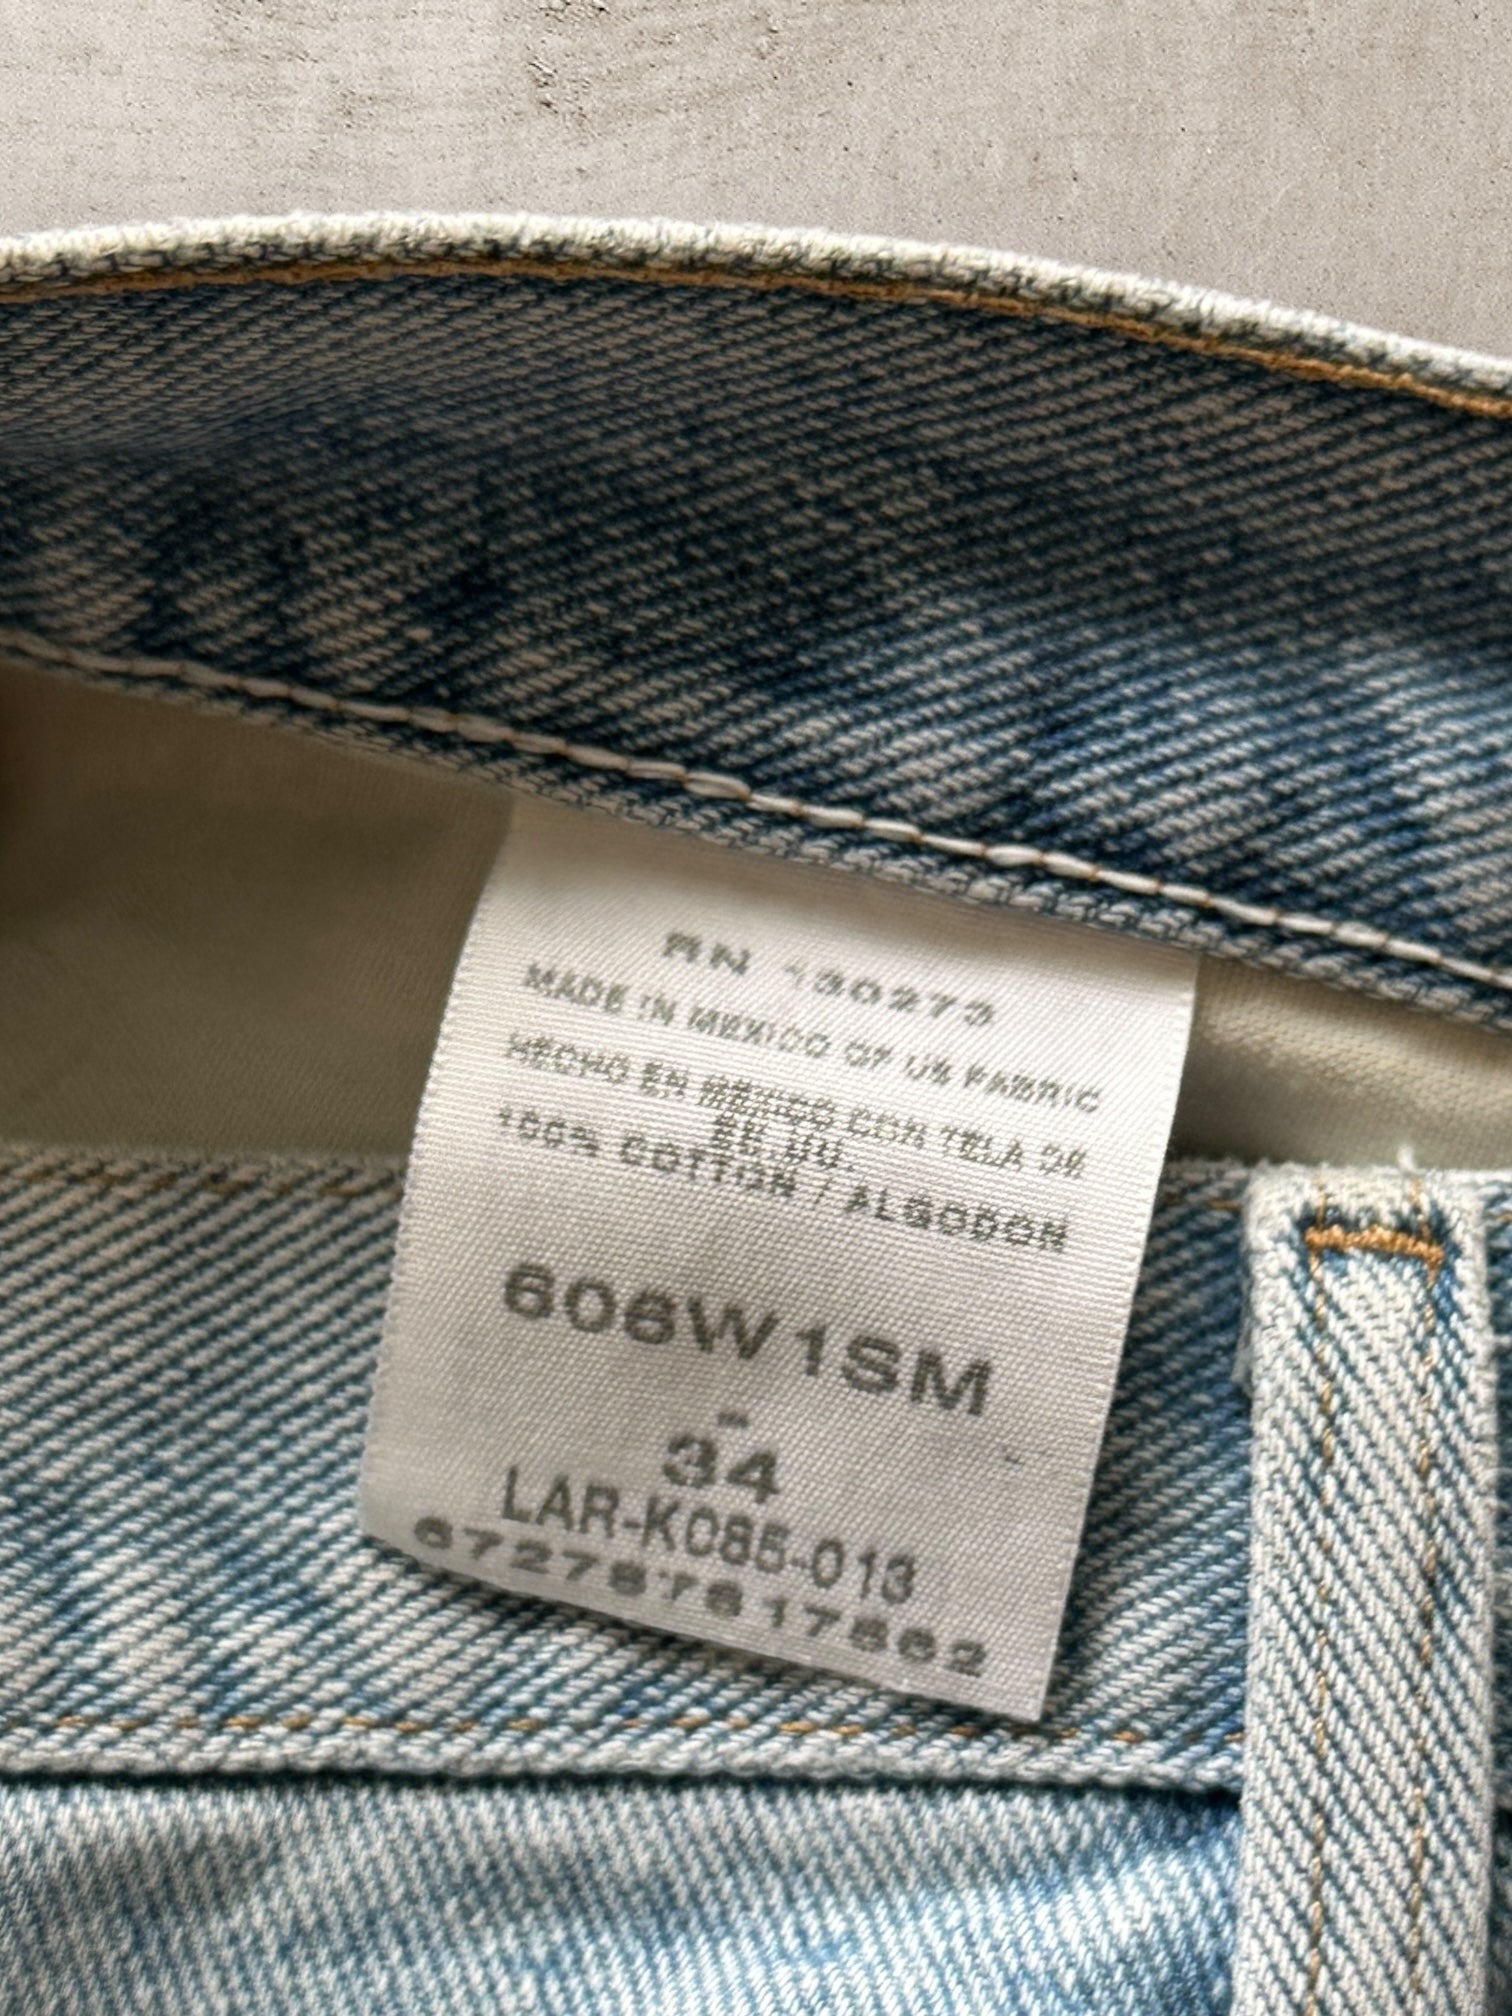 RN 130273
MADE IN MEXICO OF US FABRIC
HECHO EN MEXICO CON TELA DE
EE.UU.
100% COTTON / ALGODON
606W1SM
-
34
LAR-K085-013